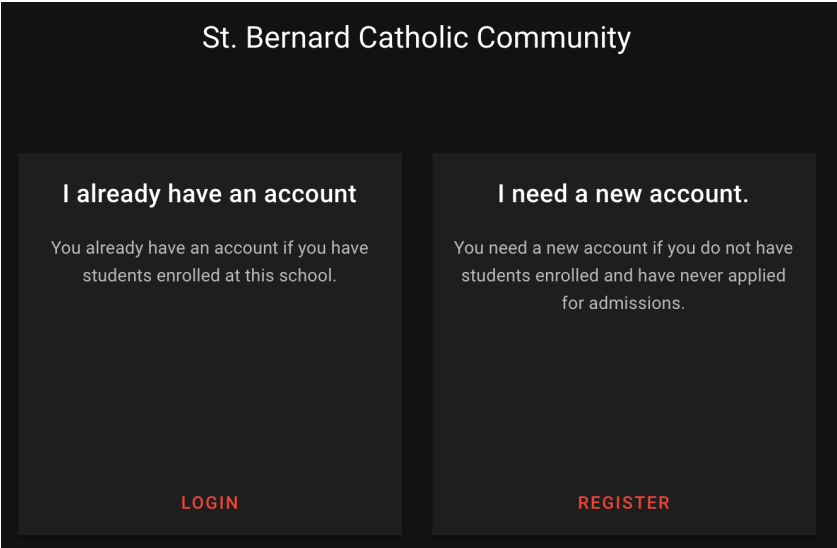 St. Bernard Catholic Community
I already have an account
You already have an account if you have
students enrolled at this school.
LOGIN
I need a new account.
You need a new account if you do not have
students enrolled and have never applied
for admissions.
REGISTER